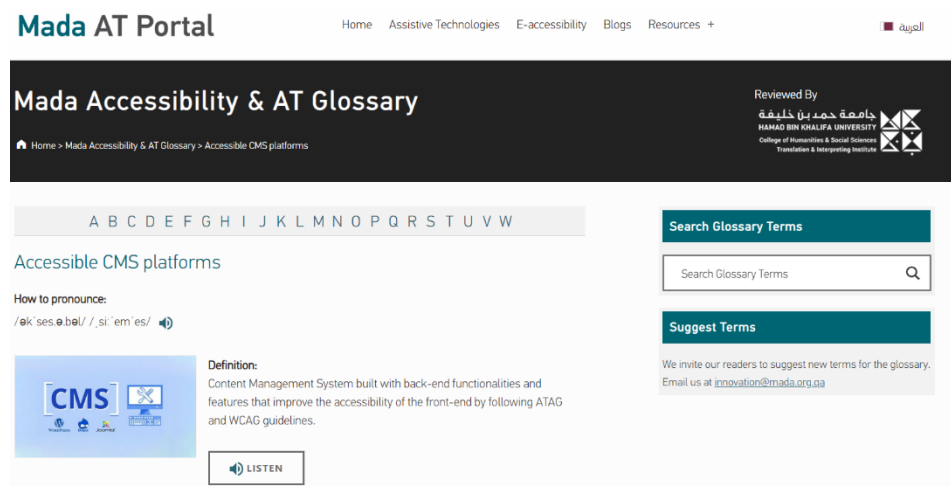 Mada AT Portal
Home Assistive Technologies E-accessibility Blogs Resources +
العربية
Mada Accessibility & AT Glossary
Home > Mada Accessibility & AT Glossary > Accessible CMS platforms
Reviewed By
جامعة حمد بن خليفة
HAMAD BIN KHALIFA UNIVERSITY
College of Humanities & Social Sciences
Translation & Interpreting Institute
A B C D E F G H I J K L M N O P Q R S T U V W
Accessible CMS platforms
How to pronounce:
/əkˈses.ə.bəl/ /ˌsiːˈemˈes/
CMS
WordPress
Joomla!
Definition:
Content Management System built with back-end functionalities and
features that improve the accessibility of the front-end by following ATAG
and WCAG guidelines.
LISTEN
Search Glossary Terms
Search Glossary Terms
Suggest Terms
We invite our readers to suggest new terms for the glossary.
Email us at innovation@mada.org.qa